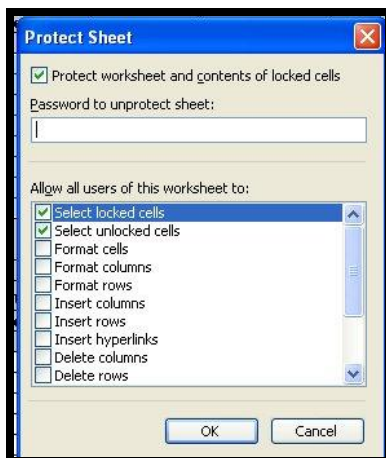 Protect Sheet
Protect worksheet and contents of locked cells
Password to unprotect sheet:
Allow all users of this worksheet to:
Select locked cells
Select unlocked cells
Format cells
Format columns
Format rows
Insert columns
Insert rows
Insert hyperlinks
Delete columns
Delete rows
OK Cancel